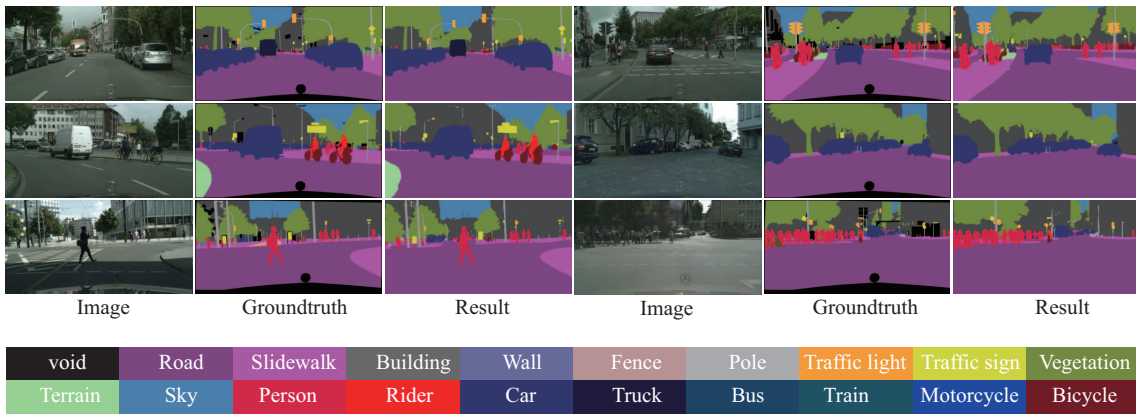 Image Groundtruth Result Image Groundtruth Result
void Road Slidewalk Building Wall Fence Pole Traffic light Traffic sign Vegetation
Terrain Sky Person Rider Car Truck Bus Train Motorcycle Bicycle